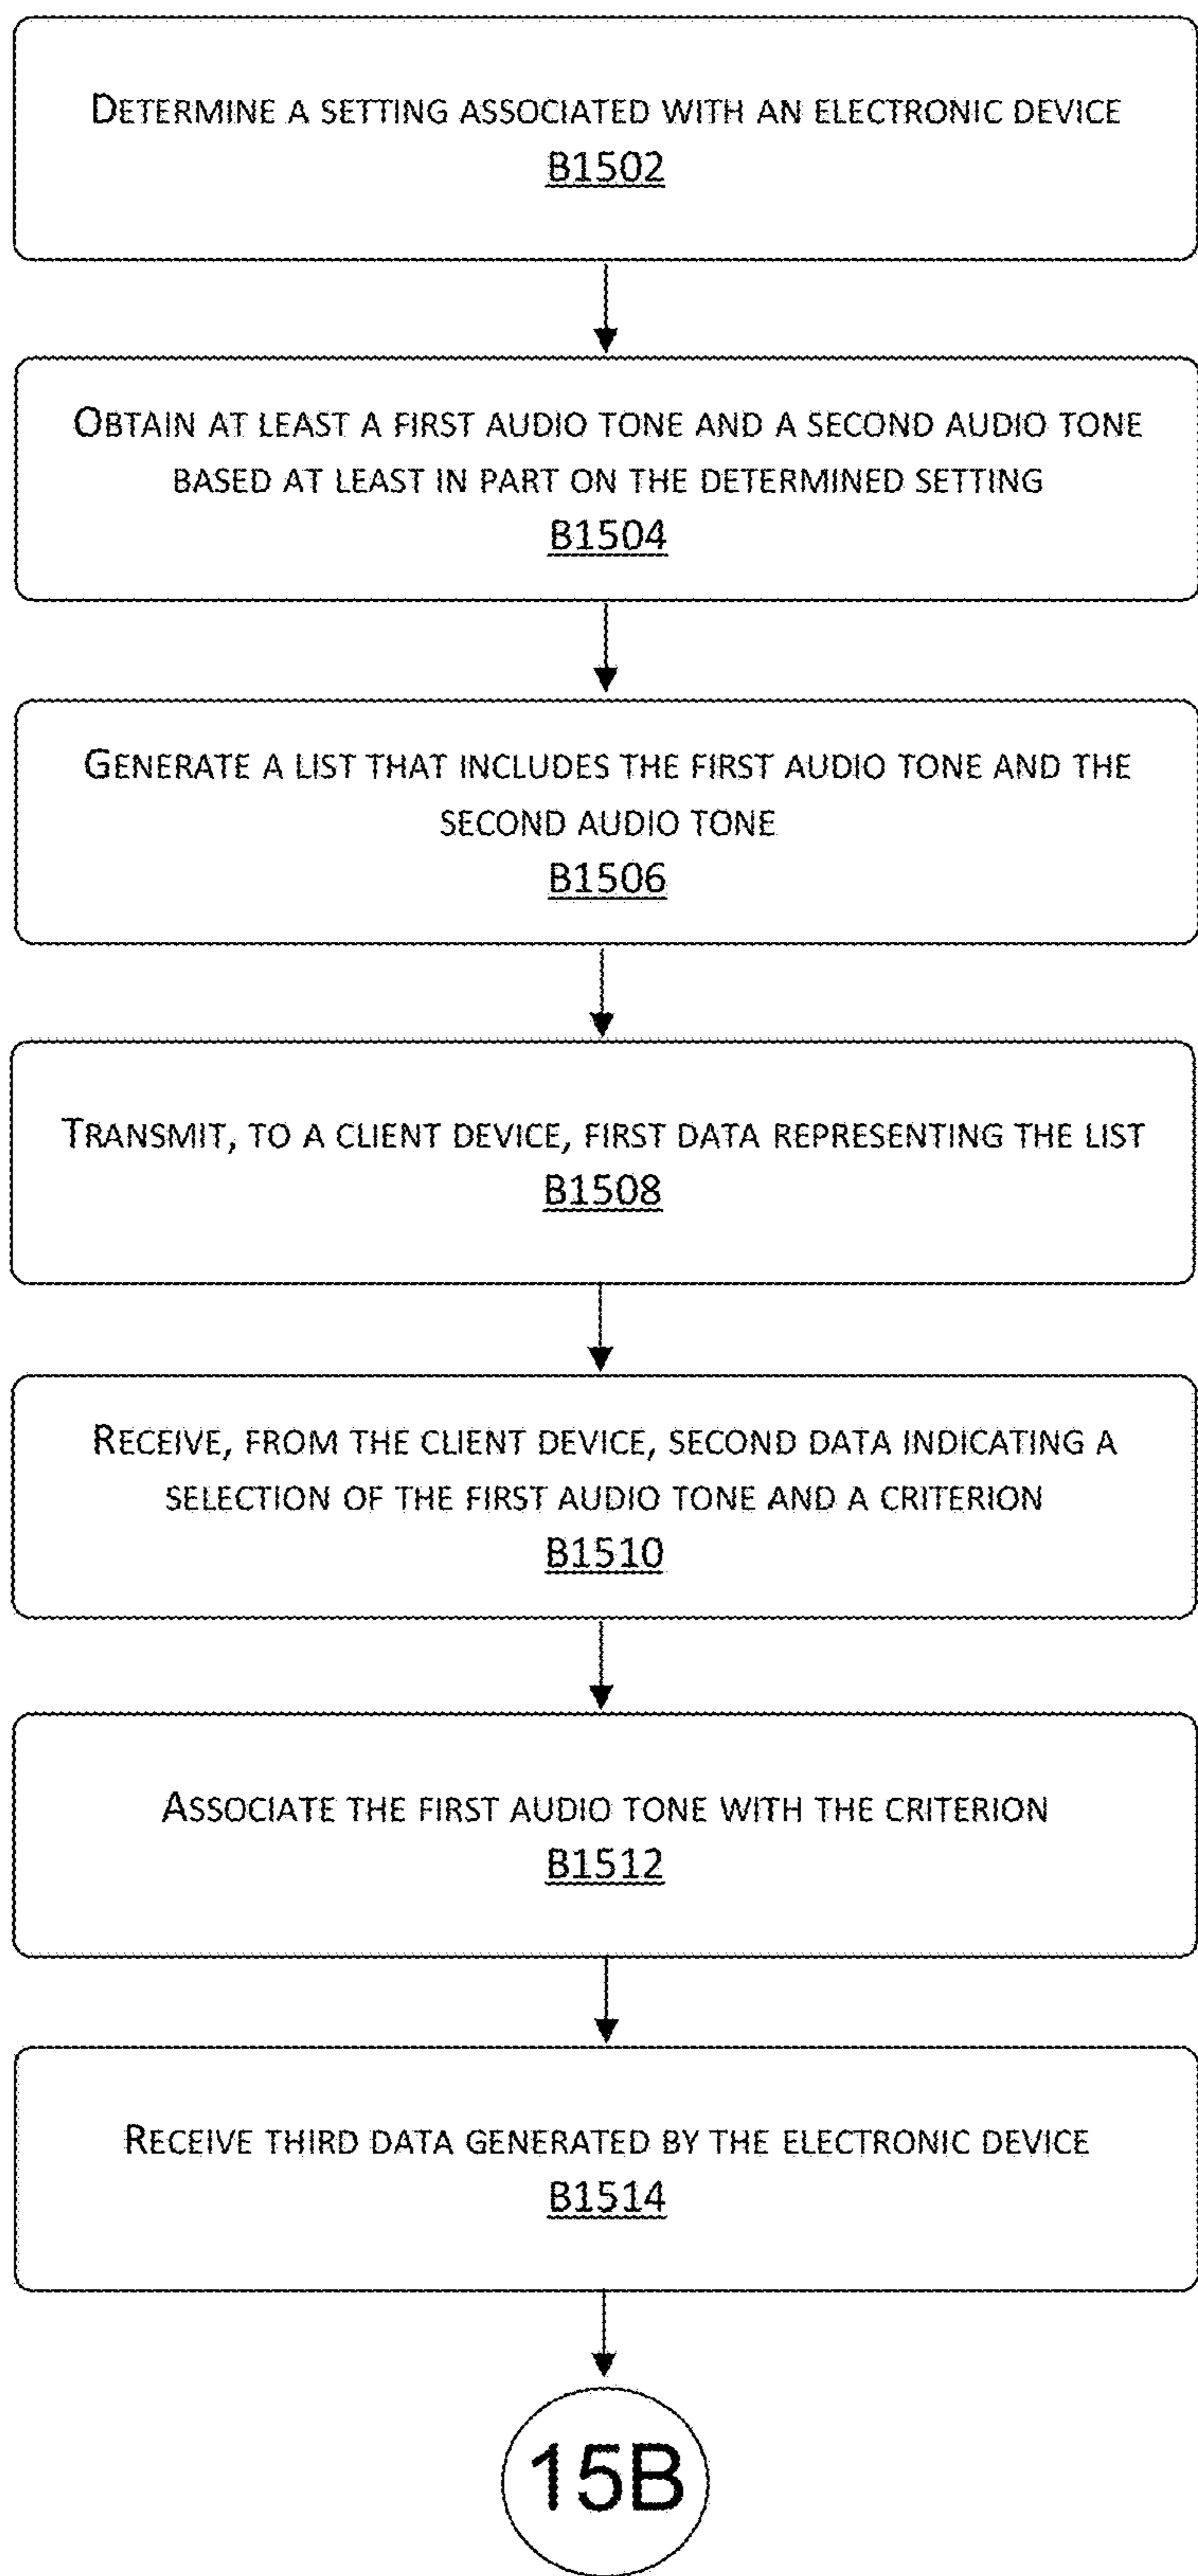 DETERMINE A SETTING ASSOCIATED WITH AN ELECTRONIC DEVICE
B1502
OBTAIN AT LEAST A FIRST AUDIO TONE AND A SECOND AUDIO TONE
BASED AT LEAST IN PART ON THE DETERMINED SETTING
B1504
GENERATE A LIST THAT INCLUDES THE FIRST AUDIO TONE AND THE
SECOND AUDIO TONE
B1506
TRANSMIT, TO A CLIENT DEVICE, FIRST DATA REPRESENTING THE LIST
B1508
RECEIVE, FROM THE CLIENT DEVICE, SECOND DATA INDICATING A
SELECTION OF THE FIRST AUDIO TONE AND A CRITERION
B1510
ASSOCIATE THE FIRST AUDIO TONE WITH THE CRITERION
B1512
RECEIVE THIRD DATA GENERATED BY THE ELECTRONIC DEVICE
B1514
15B